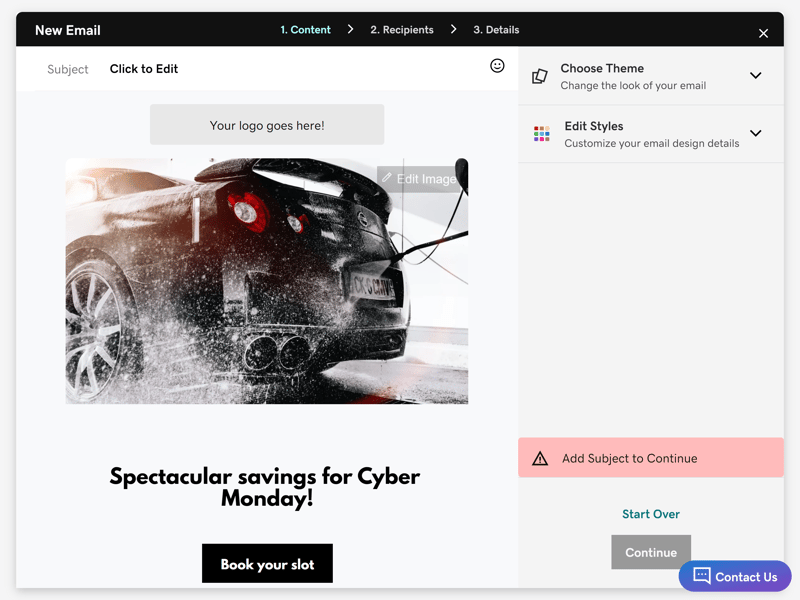 New Email
1. Content
2. Recipients
3. Details
Subject
Click to Edit
Choose Theme
Change the look of your email
Edit Styles
Customize your email design details
Your logo goes here!
Edit Image
Spectacular savings for Cyber
Monday!
Book your slot
Add Subject to Continue
Start Over
Continue
Contact Us